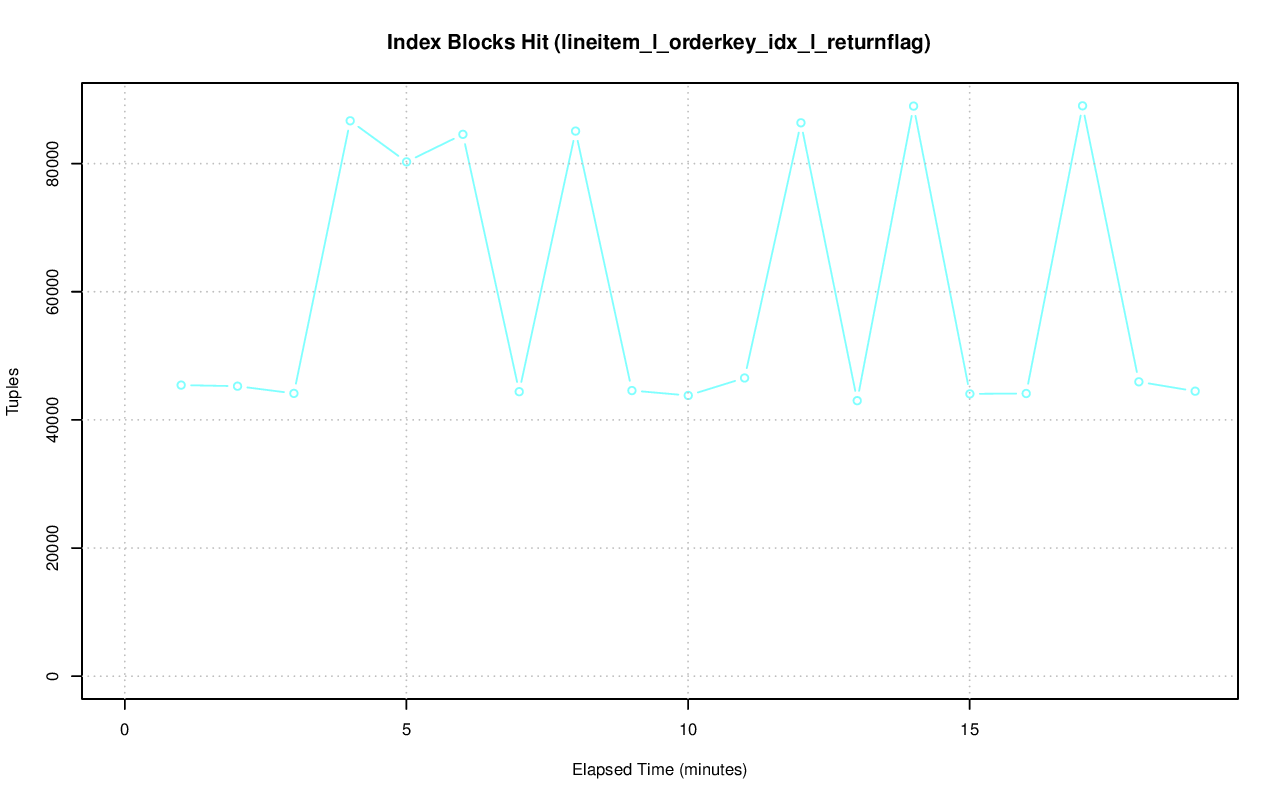 Index Blocks Hit (lineitem_l_orderkey_idx_l_returnflag)
Tuples
80000
60000
40000
20000
0
0 5 10 15
Elapsed Time (minutes)